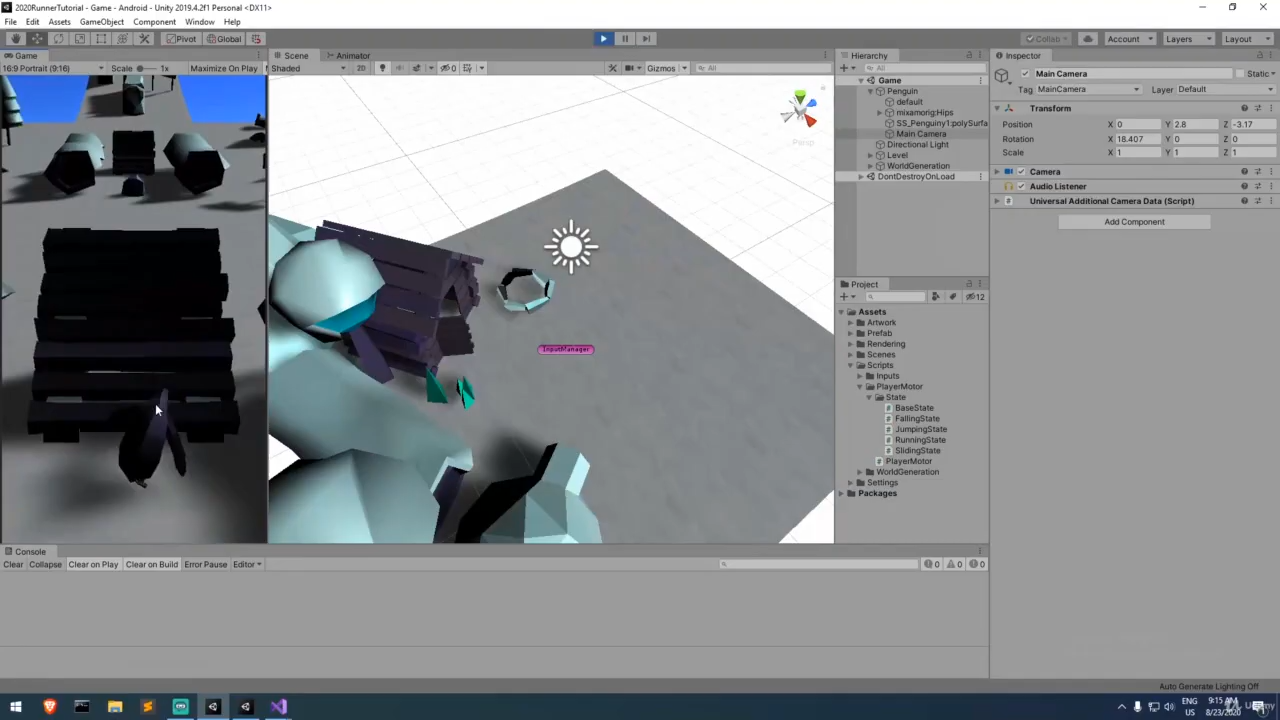 2020RunnerTutorial - Game - Android - Unity 2019.4.2f1 Personal <DX11>
File Edit Assets GameObject Component Window Help
Pivot Global Collab Account Layers Layout
Game Scene Animator Hierarchy Inspector
16:9 Portrait (9:16) Scale 1x Maximize On Play Shaded 2D 0 Gizmos All All
Main Camera Static
Tag MainCamera Layer Default
Transform
Position X 0 Y 2.8 Z -3.17
Rotation X 18.407 Y 0 Z 0
Scale X 1 Y 1 Z 1
Camera
Audio Listener
Universal Additional Camera Data (Script)
Add Component
Game
Penguin
default
mixamorig:Hips
SS_Penguiny1:polySurfa
Main Camera
Directional Light
Level
WorldGeneration
DontDestroyOnLoad
Persp
InputManager
Project
12
Assets
Artwork
Prefab
Rendering
Scenes
Scripts
Inputs
PlayerMotor
State
BaseState
FallingState
JumpingState
RunningState
SlidingState
PlayerMotor
WorldGeneration
Settings
Packages
Console
Clear Collapse Clear on Play Clear on Build Error Pause Editor 0 0 0
Auto Generate Lighting Off
ENG 9:15 AM
US 8/23/2020
Udemy